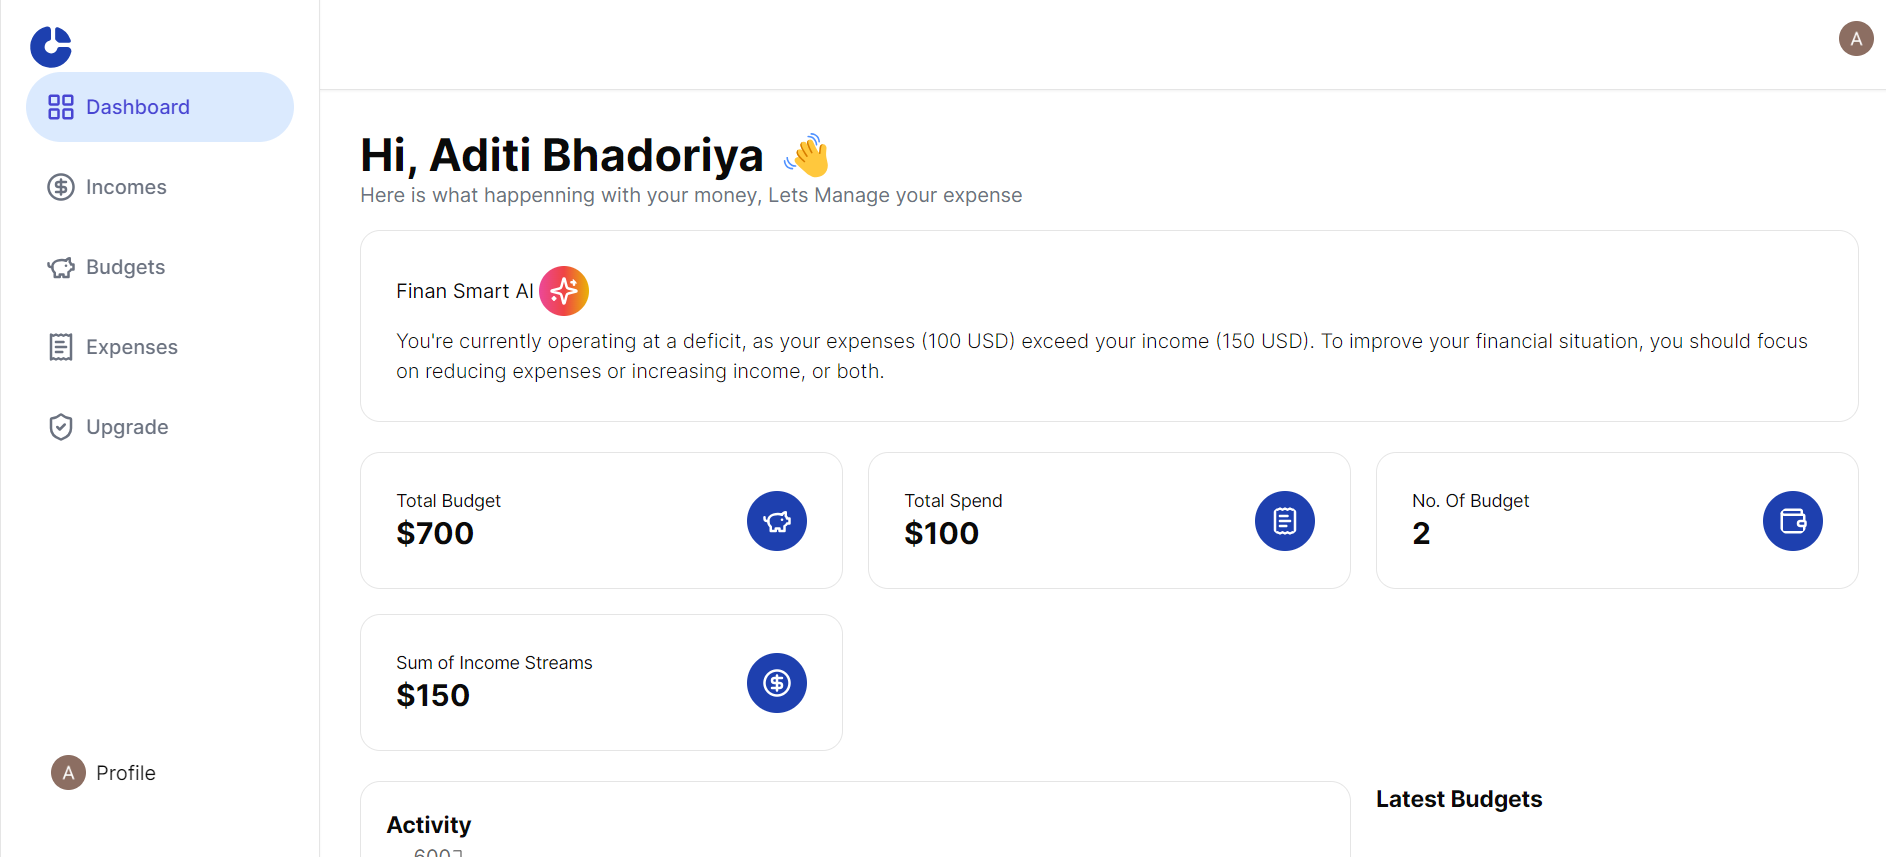 A
Dashboard
Incomes
Budgets
Expenses
Upgrade
A Profile
Hi, Aditi Bhadoriya 👋
Here is what happenning with your money, Lets Manage your expense
Finan Smart AI
You're currently operating at a deficit, as your expenses (100 USD) exceed your income (150 USD). To improve your financial situation, you should focus
on reducing expenses or increasing income, or both.
Total Budget
$700
Total Spend
$100
No. Of Budget
2
Sum of Income Streams
$150
Activity
600
Latest Budgets